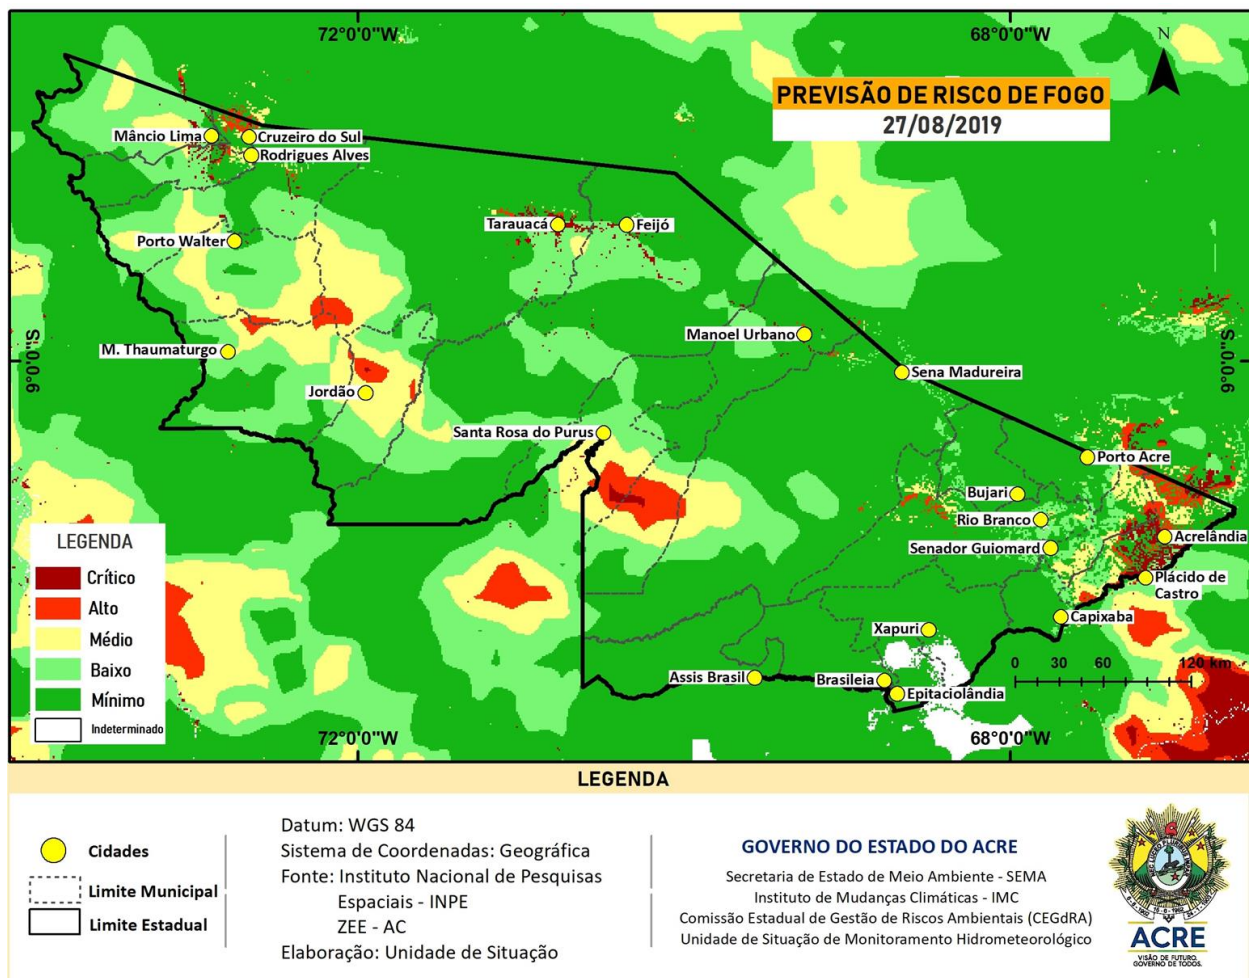 72°0'0"W
68°0'0"W
N
PREVISÃO DE RISCO DE FOGO
27/08/2019
Mâncio Lima
Cruzeiro do Sul
Rodrigues Alves
Tarauacá
Feijó
Porto Walter
Manoel Urbano
9°0'0"S
9°0'0"S
M. Thaumaturgo
Sena Madureira
Jordão
Santa Rosa do Purus
Porto Acre
Bujari
Rio Branco
Acrelândia
Senador Guiomard
Plácido de
Castro
Capixaba
Xapuri
Assis Brasil
Brasileia
Epitaciolândia
0 30 60 120 km
LEGENDA
Crítico
Alto
Médio
Baixo
Mínimo
Indeterminado
72°0'0"W
68°0'0"W
LEGENDA
Cidades
Limite Municipal
Limite Estadual
Datum: WGS 84
Sistema de Coordenadas: Geográfica
Fonte: Instituto Nacional de Pesquisas
Espaciais - INPE
ZEE - AC
Elaboração: Unidade de Situação
GOVERNO DO ESTADO DO ACRE
Secretaria de Estado de Meio Ambiente - SEMA
Instituto de Mudanças Climáticas - IMC
Comissão Estadual de Gestão de Riscos Ambientais (CEGdRA)
Unidade de Situação de Monitoramento Hidrometeorológico
ACRE
VISÃO DE FUTURO.
GOVERNO DE TODOS.